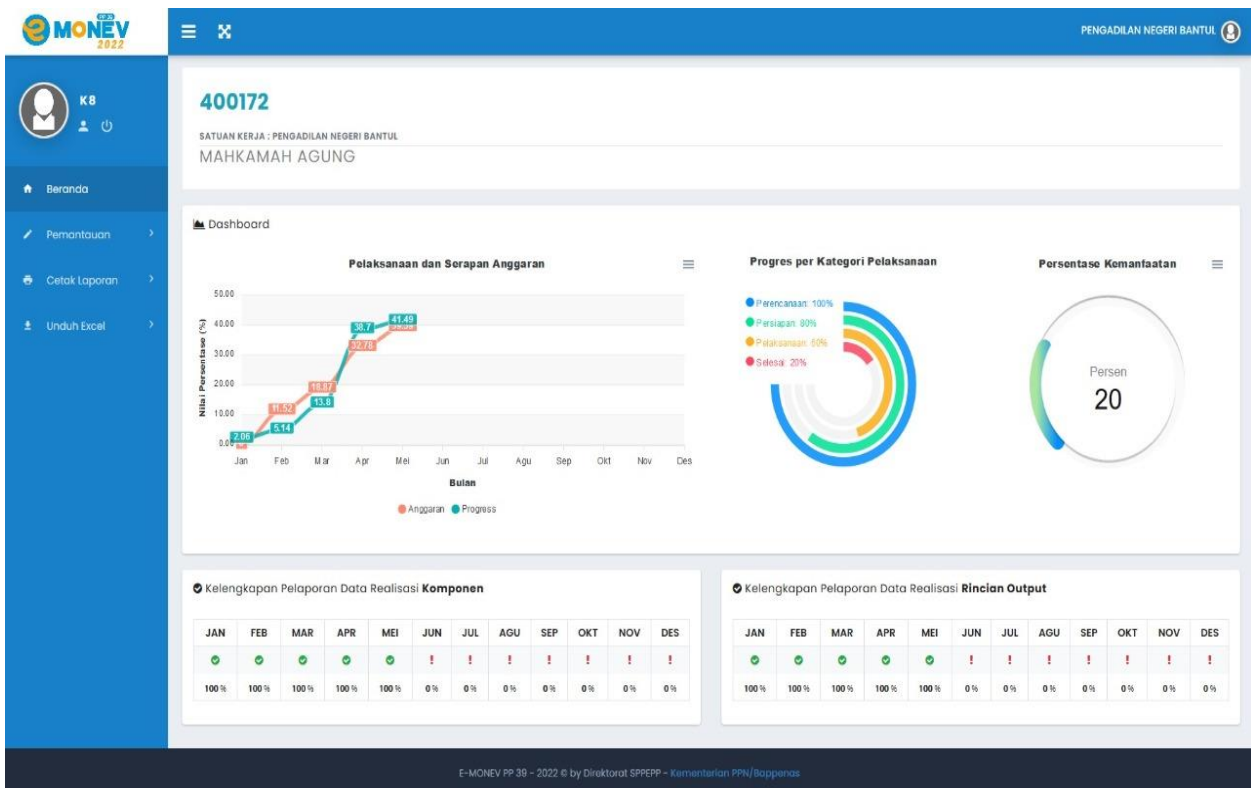 PP 39
e MONEV
2022
PENGADILAN NEGERI BANTUL
K8
Beranda
Pemantauan
Cetak Laporan
Unduh Excel
400172
SATUAN KERJA : PENGADILAN NEGERI BANTUL
MAHKAMAH AGUNG
Dashboard
Pelaksanaan dan Serapan Anggaran
Nilai Persentase (%)
50.00
40.00
30.00
20.00
10.00
2.06
11.52
5.14
18.87
13.8
32.78
38.7
41.49
Jan Feb Mar Apr Mei Jun Jul Agu Sep Okt Nov Des
Bulan
Anggaran Progress
Progres per Kategori Pelaksanaan
Perencanaan: 100%
Persiapan: 80%
Pelaksanaan: 60%
Selesai: 20%
Persentase Kemanfaatan
Persen
20
Kelengkapan Pelaporan Data Realisasi Komponen
JAN FEB MAR APR MEI JUN JUL AGU SEP OKT NOV DES
! ! ! ! ! ! !
100 % 100 % 100 % 100 % 100 % 0 % 0 % 0 % 0 % 0 % 0 % 0 %
Kelengkapan Pelaporan Data Realisasi Rincian Output
JAN FEB MAR APR MEI JUN JUL AGU SEP OKT NOV DES
! ! ! ! ! ! !
100 % 100 % 100 % 100 % 100 % 0 % 0 % 0 % 0 % 0 % 0 % 0 %
E-MONEV PP 39 - 2022 © by Direktorat SPPEPP - Kementerian PPN/Bappenas